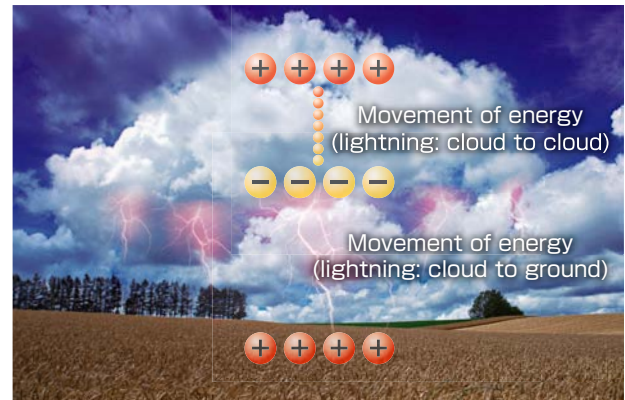 + + + +
Movement of energy
(lightning: cloud to cloud)
− − − −
Movement of energy
(lightning: cloud to ground)
+ + + +